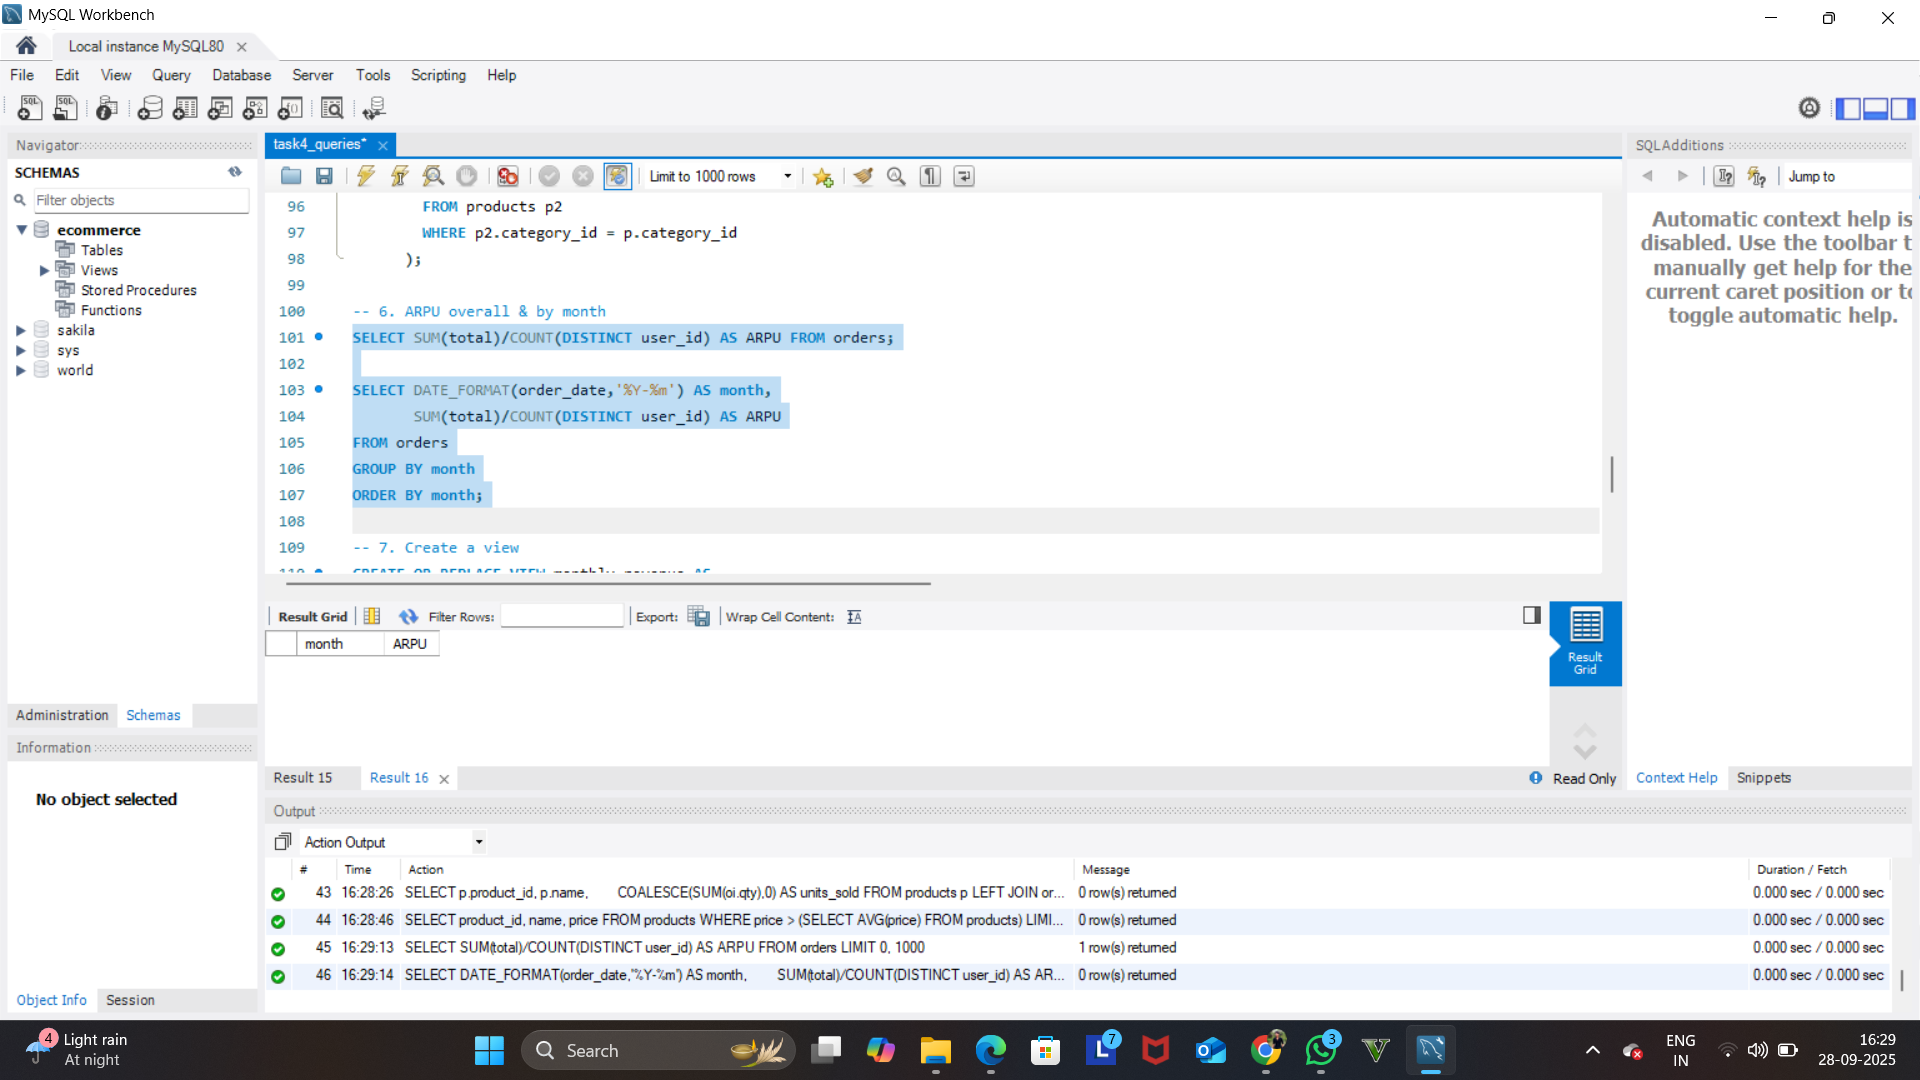 MySQL Workbench
Local instance MySQL80
File Edit View Query Database Server Tools Scripting Help
Navigator
SCHEMAS
Filter objects
ecommerce
Tables
Views
Stored Procedures
Functions
sakila
sys
world
Administration Schemas
Information
No object selected
Object Info Session
task4_queries*
Limit to 1000 rows
96 FROM products p2
97 WHERE p2.category_id = p.category_id
98 );
99
100 -- 6. ARPU overall & by month
101 SELECT SUM(total)/COUNT(DISTINCT user_id) AS ARPU FROM orders;
102
103 SELECT DATE_FORMAT(order_date,'%Y-%m') AS month,
104 SUM(total)/COUNT(DISTINCT user_id) AS ARPU
105 FROM orders
106 GROUP BY month
107 ORDER BY month;
108
109 -- 7. Create a view
110 CREATE OR REPLACE VIEW monthly_revenue AS
Result Grid Filter Rows: Export: Wrap Cell Content:
month ARPU
Result Grid
Result 15 Result 16
Read Only
Output
Action Output
# Time Action Message Duration / Fetch
43 16:28:26 SELECT p.product_id, p.name, COALESCE(SUM(oi.qty),0) AS units_sold FROM products p LEFT JOIN or... 0 row(s) returned 0.000 sec / 0.000 sec
44 16:28:46 SELECT product_id, name, price FROM products WHERE price > (SELECT AVG(price) FROM products) LIMI... 0 row(s) returned 0.000 sec / 0.000 sec
45 16:29:13 SELECT SUM(total)/COUNT(DISTINCT user_id) AS ARPU FROM orders LIMIT 0, 1000 1 row(s) returned 0.000 sec / 0.000 sec
46 16:29:14 SELECT DATE_FORMAT(order_date,'%Y-%m') AS month, SUM(total)/COUNT(DISTINCT user_id) AS AR... 0 row(s) returned 0.000 sec / 0.000 sec
SQLAdditions
Jump to
Automatic context help is
disabled. Use the toolbar t
manually get help for the
current caret position or to
toggle automatic help.
Context Help Snippets
4
Light rain
At night
Search
7
3
ENG
IN
16:29
28-09-2025